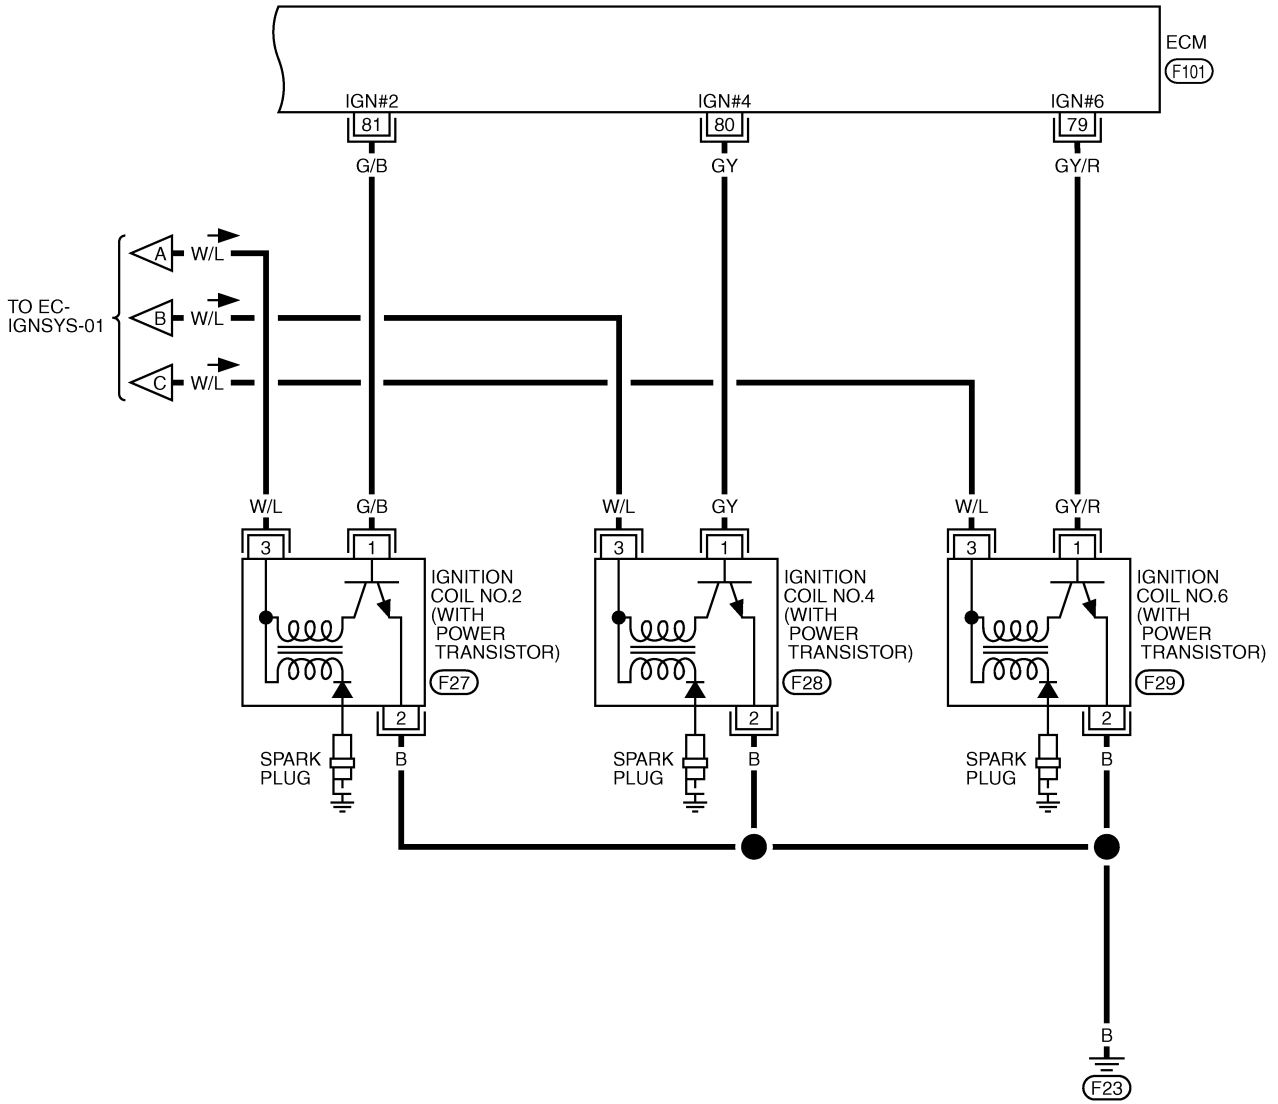 ECM
F101
IGN#2
IGN#4
IGN#6
81
80
79
G/B
GY
GY/R
A
W/L
TO EC-
IGNSYS-01
B
W/L
C
W/L
W/L
G/B
W/L
GY
W/L
GY/R
3
1
3
1
3
1
IGNITION
COIL NO.2
(WITH
POWER
TRANSISTOR)
F27
IGNITION
COIL NO.4
(WITH
POWER
TRANSISTOR)
F28
IGNITION
COIL NO.6
(WITH
POWER
TRANSISTOR)
F29
2
2
2
SPARK
PLUG
B
SPARK
PLUG
B
SPARK
PLUG
B
B
F23